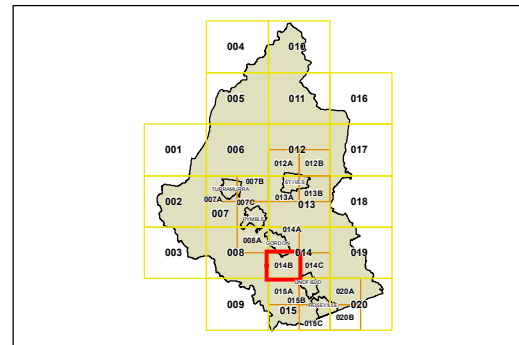 004 010
005 011 016
001 006 012 017
012A 012B
007B STIVES
TURRAMURRA
002 007A 007C 013A 013B 018
007 PYMBLE 013
014A
008A GORDON
003 008 014 019
014B 014C
LINDFIELD
015A 020A
009 015B ROSEVILLE 020
015 020B
015C